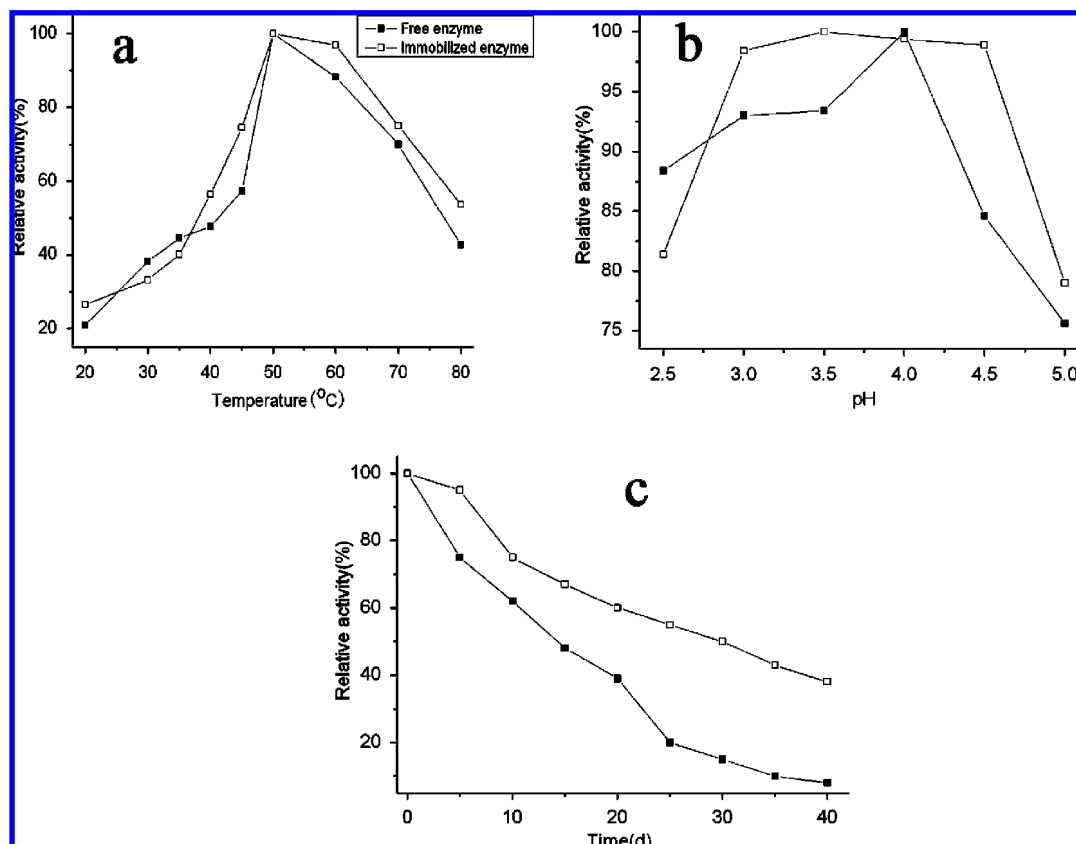 a
Free enzyme
Immobilized enzyme
Relative activity(%)
100
80
60
40
20
20 30 40 50 60 70 80
Temperature(°C)
b
Relative activity(%)
100
95
90
85
80
75
2.5 3.0 3.5 4.0 4.5 5.0
pH
c
Relative activity(%)
100
80
60
40
20
0 10 20 30 40
Time(d)